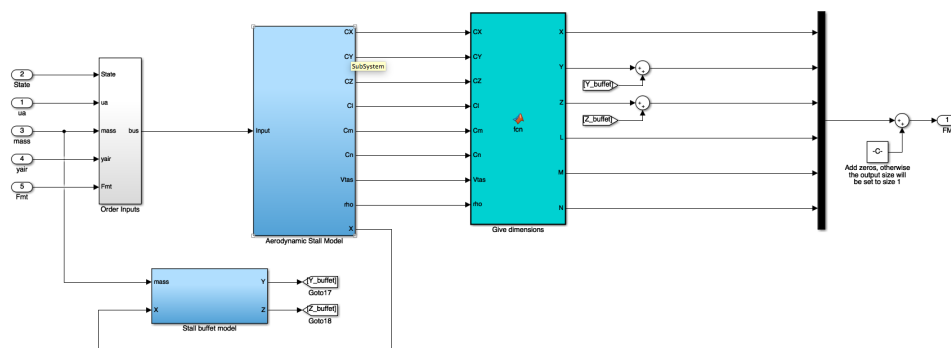 2
State
1
ua
3
mass
4
yair
5
Fmt
State
ua
mass
yair
Fmt
bus
Order Inputs
Input
CX
CY
CZ
Cl
Cm
Cn
Vtas
rho
X
SubSystem
Aerodynamic Stall Model
CX
CY
CZ
Cl
Cm
Cn
Vtas
rho
fcn
X
Y
Z
L
M
N
Give dimensions
[Y_buffet]
[Z_buffet]
+
+
+
+
+
+
-C-
Add zeros, otherwise
the output size will
be set to size 1
1
FM
mass
X
Y
Z
Stall buffet model
[Y_buffet]
Goto17
[Z_buffet]
Goto18